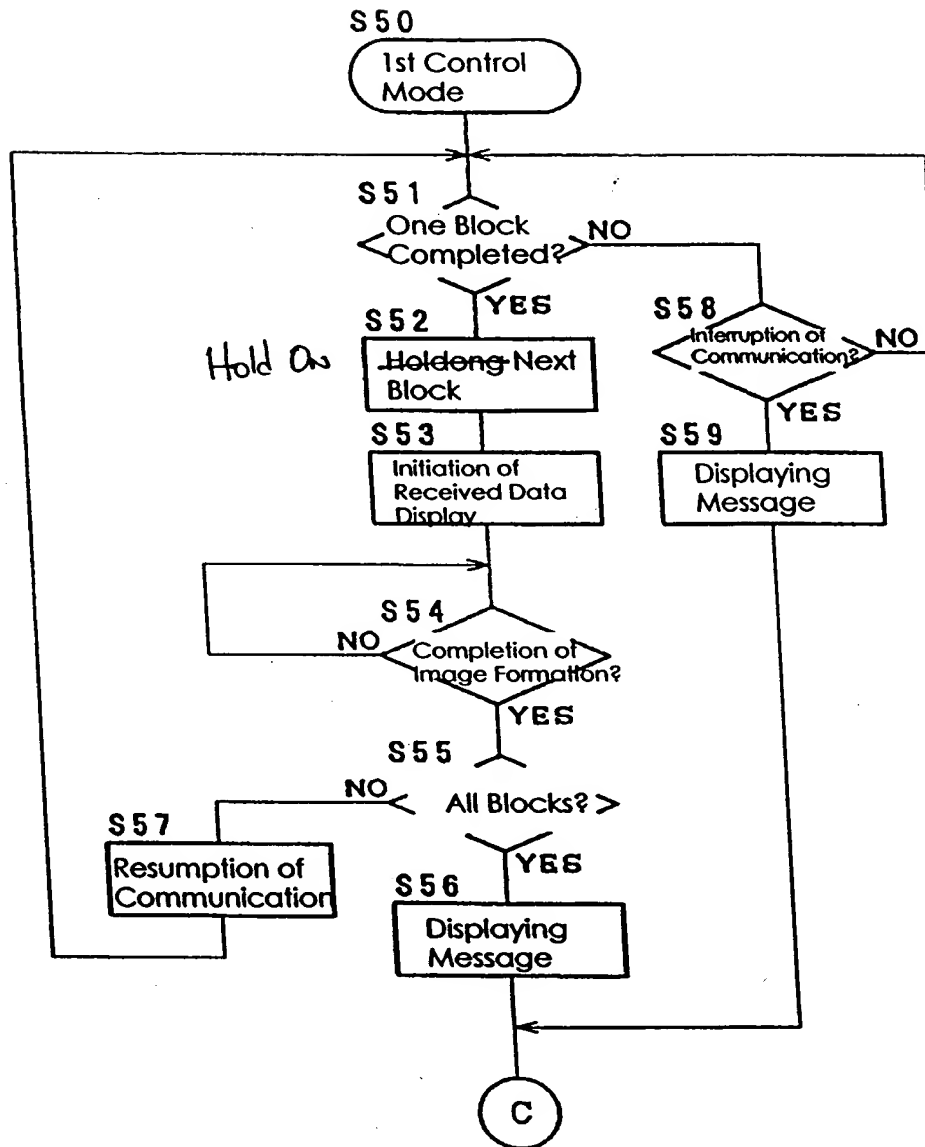 S50
1st Control
Mode
S51
One Block
Completed?
NO
YES
S58
Interruption of
Communication?
NO
YES
S52
Hold On
Holdong Next
Block
S53
Initiation of
Received Data
Display
S59
Displaying
Message
S54
NO
Completion of
Image Formation?
YES
S55
NO
All Blocks?
YES
S57
Resumption of
Communication
S56
Displaying
Message
C